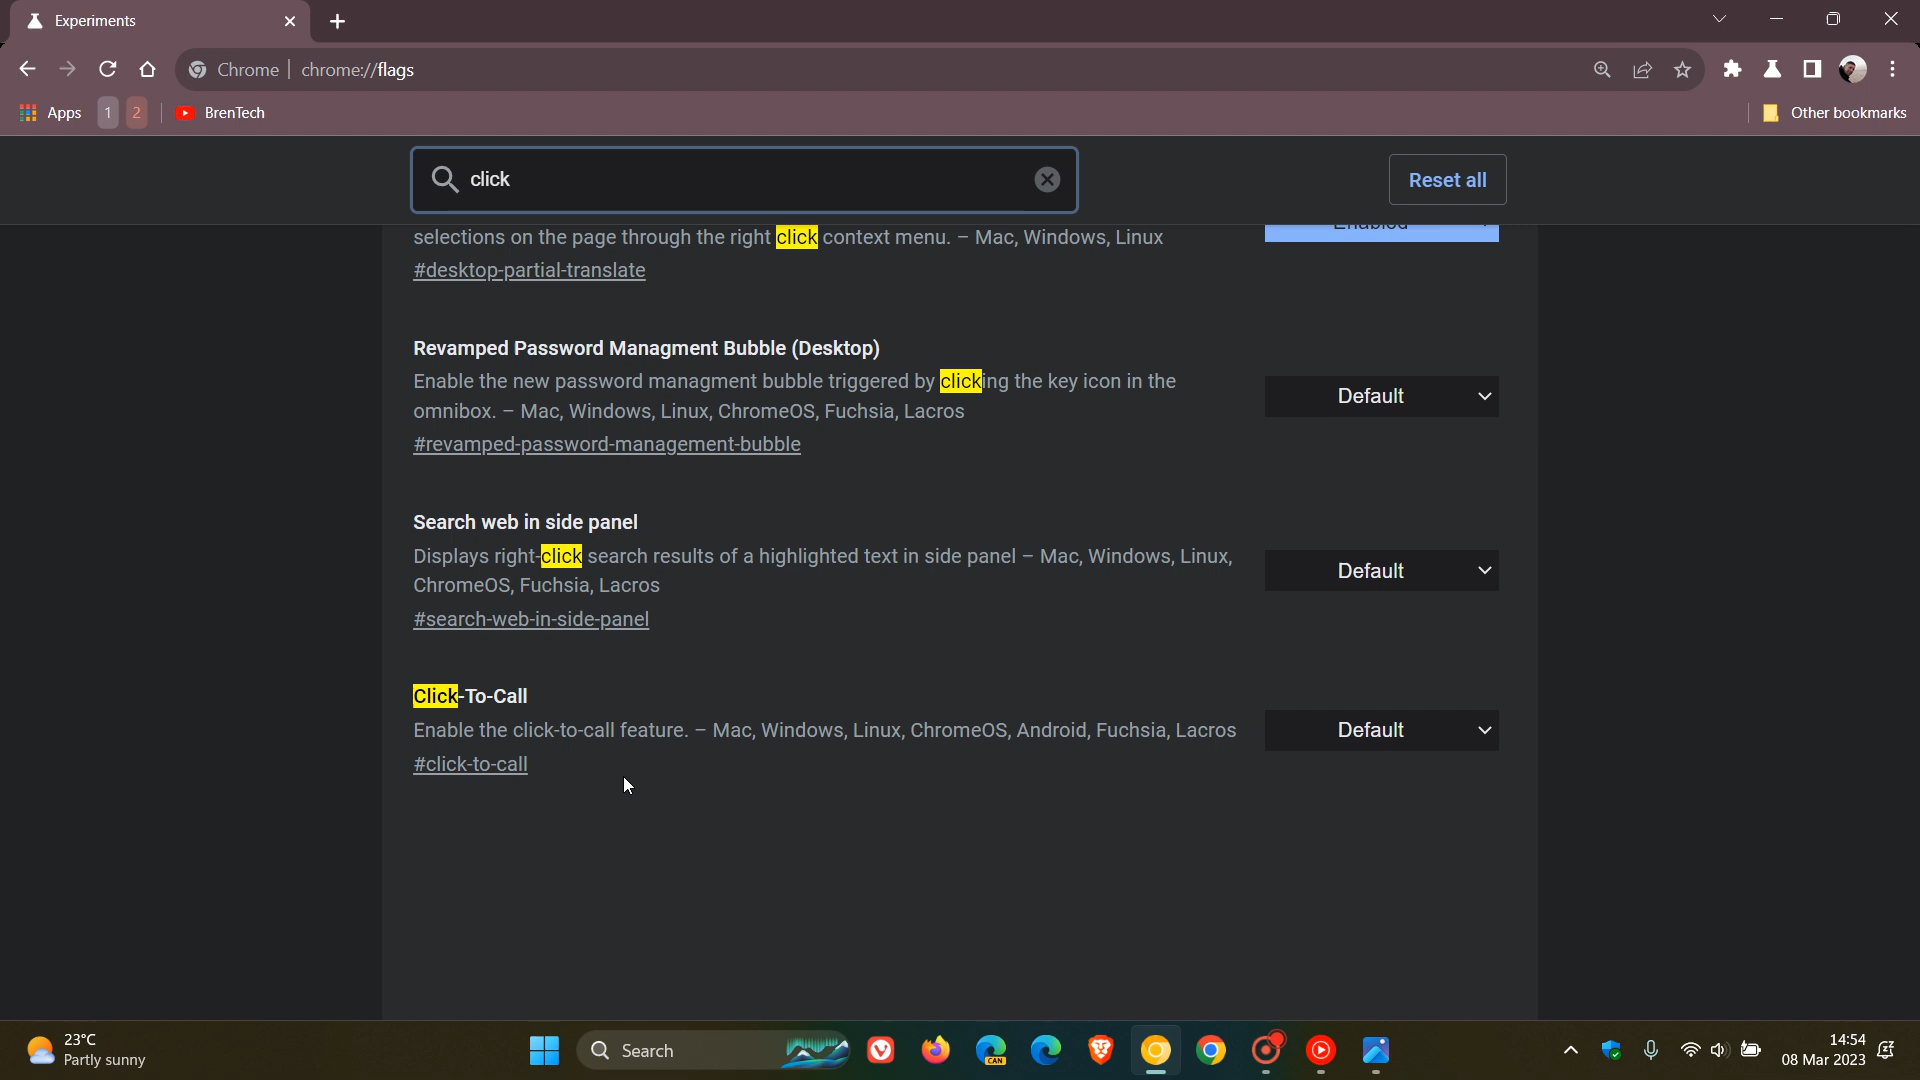 Experiments
Chrome | chrome://flags
Apps 1 2 BrenTech Other bookmarks
click
Reset all
selections on the page through the right click context menu. – Mac, Windows, Linux
Enabled
#desktop-partial-translate
Revamped Password Managment Bubble (Desktop)
Enable the new password managment bubble triggered by clicking the key icon in the
omnibox. – Mac, Windows, Linux, ChromeOS, Fuchsia, Lacros
Default
#revamped-password-management-bubble
Search web in side panel
Displays right-click search results of a highlighted text in side panel – Mac, Windows, Linux,
ChromeOS, Fuchsia, Lacros
Default
#search-web-in-side-panel
Click-To-Call
Enable the click-to-call feature. – Mac, Windows, Linux, ChromeOS, Android, Fuchsia, Lacros
Default
#click-to-call
23°C
Partly sunny
Search
CAN
14:54
08 Mar 2023